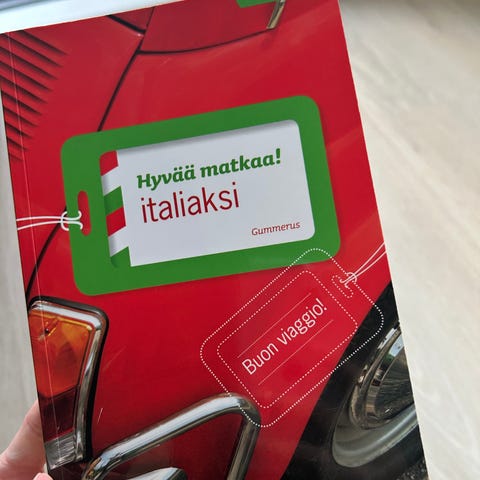 Hyvää matkaa!
italiaksi
Gummerus
Buon viaggio!